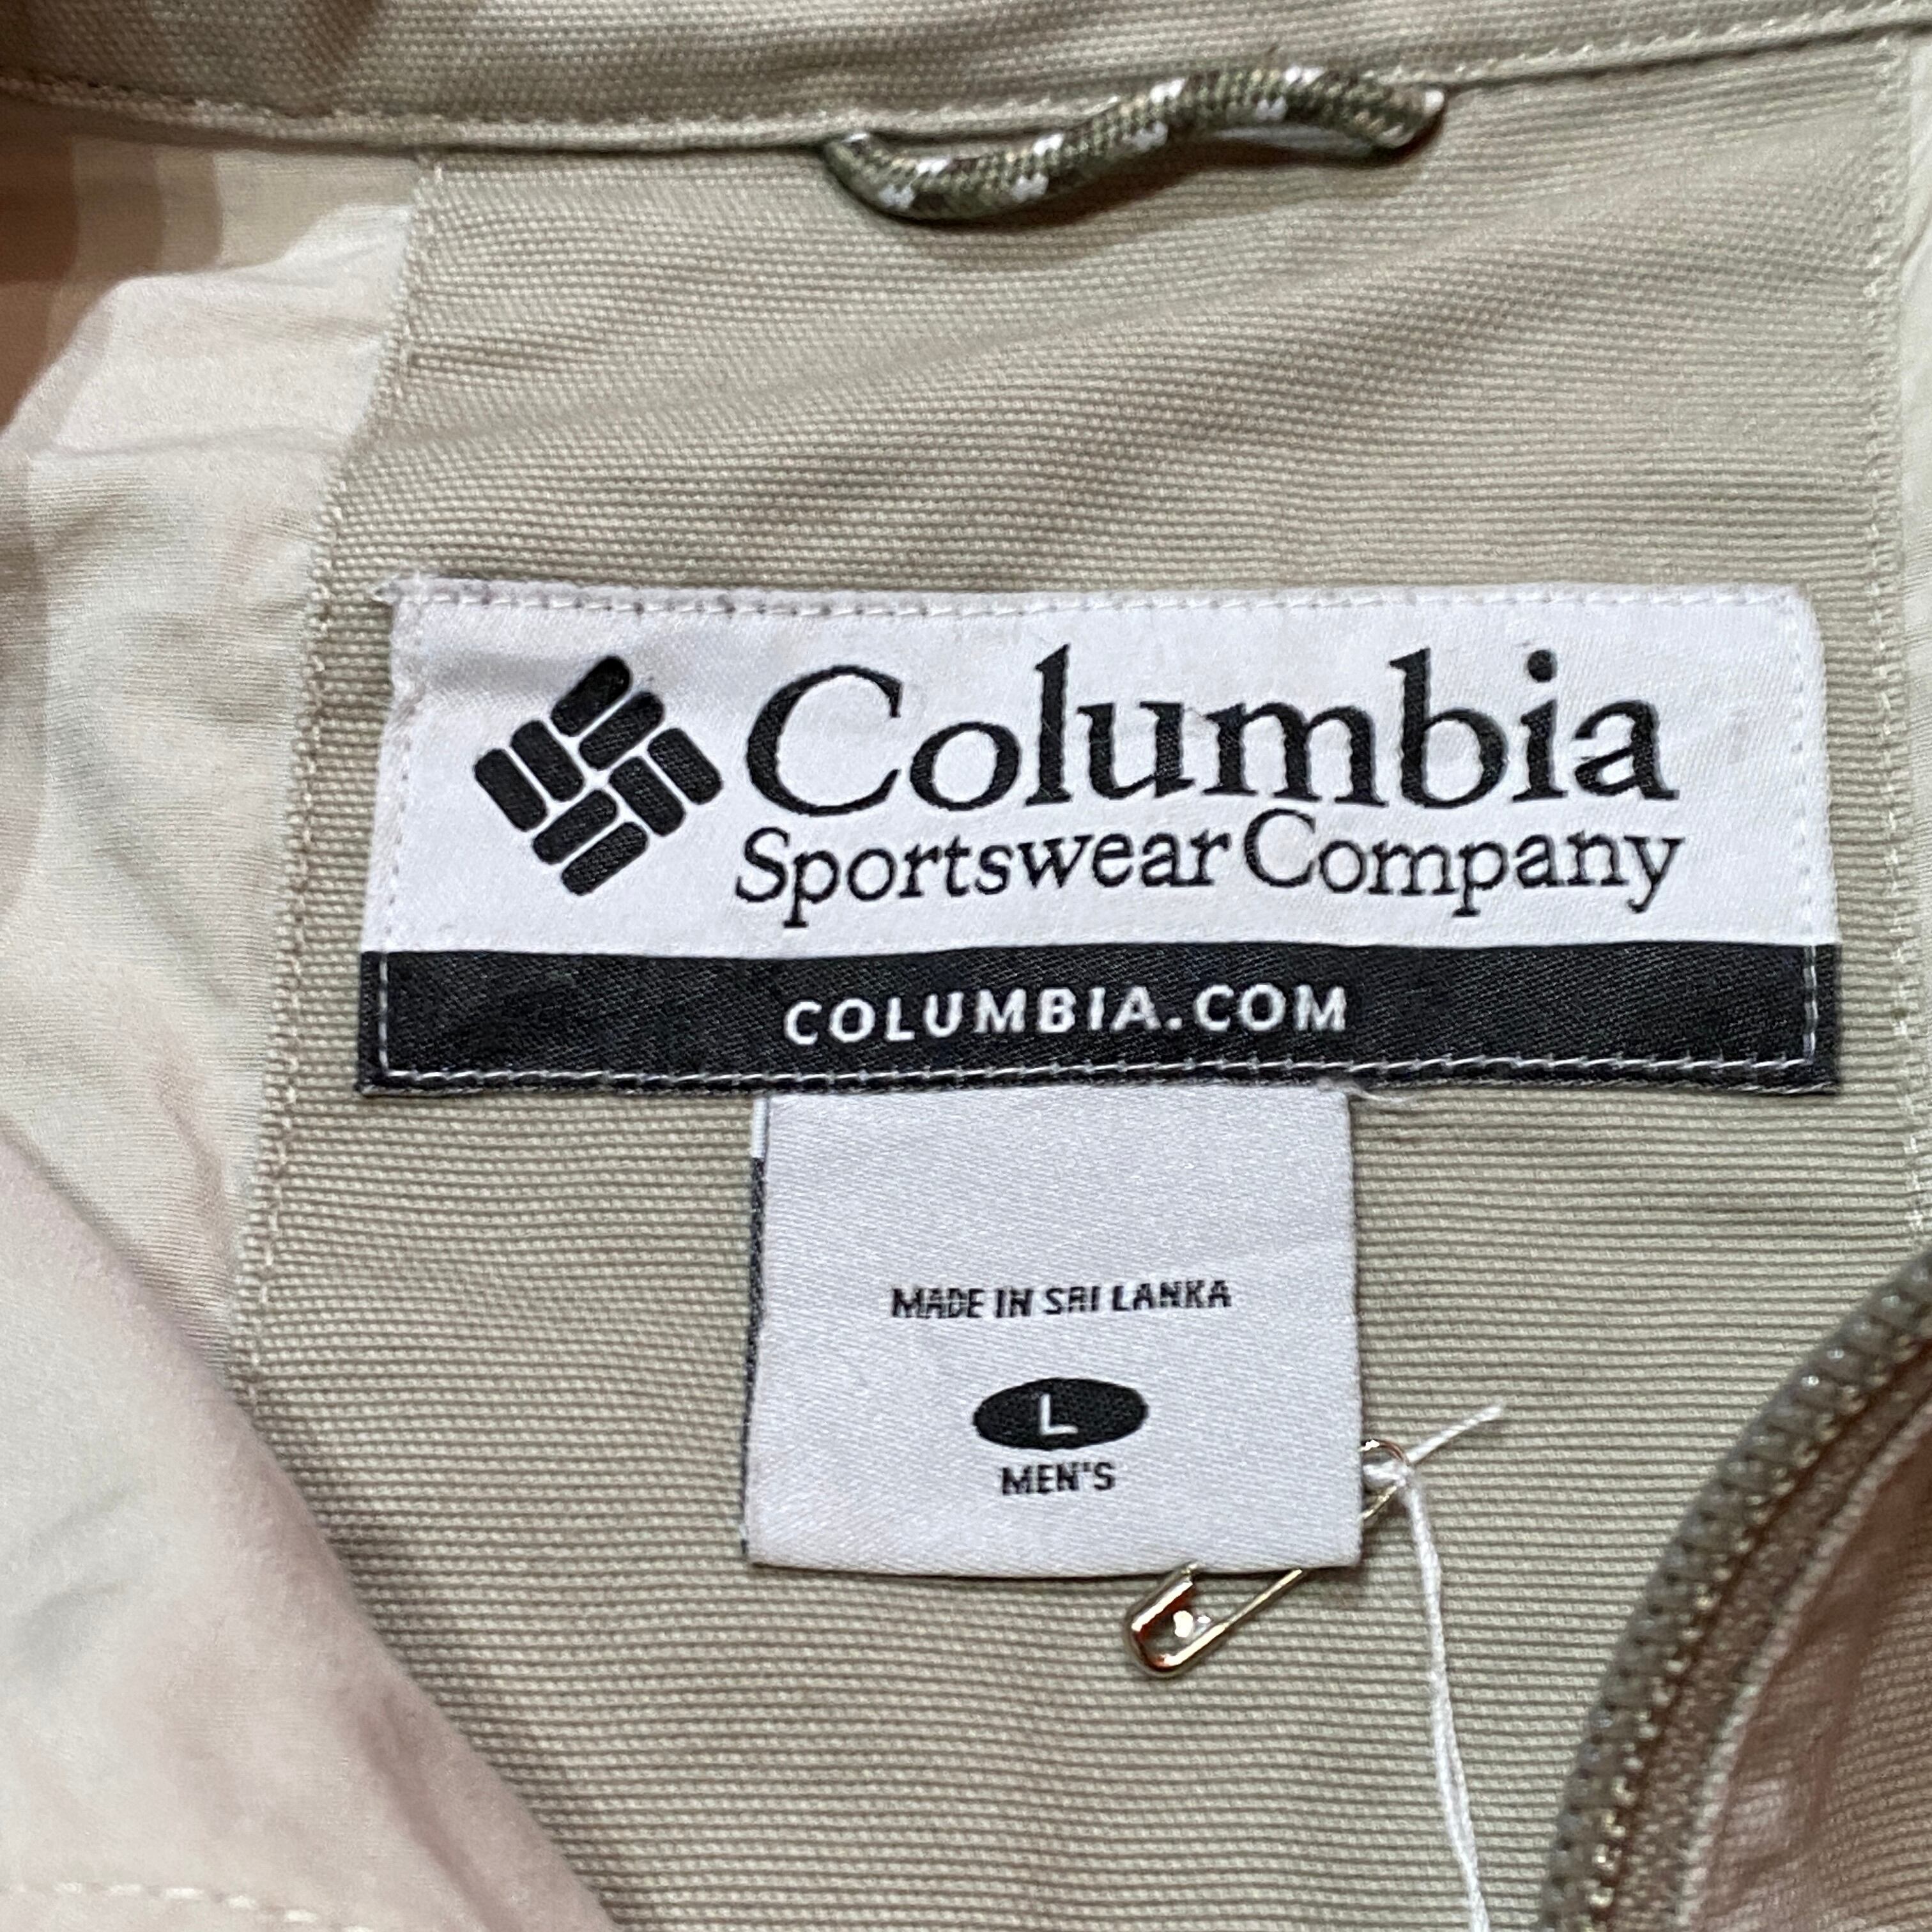 Columbia
Sportswear Company
COLUMBIA.COM
MADE IN SRI LANKA
L
MEN'S